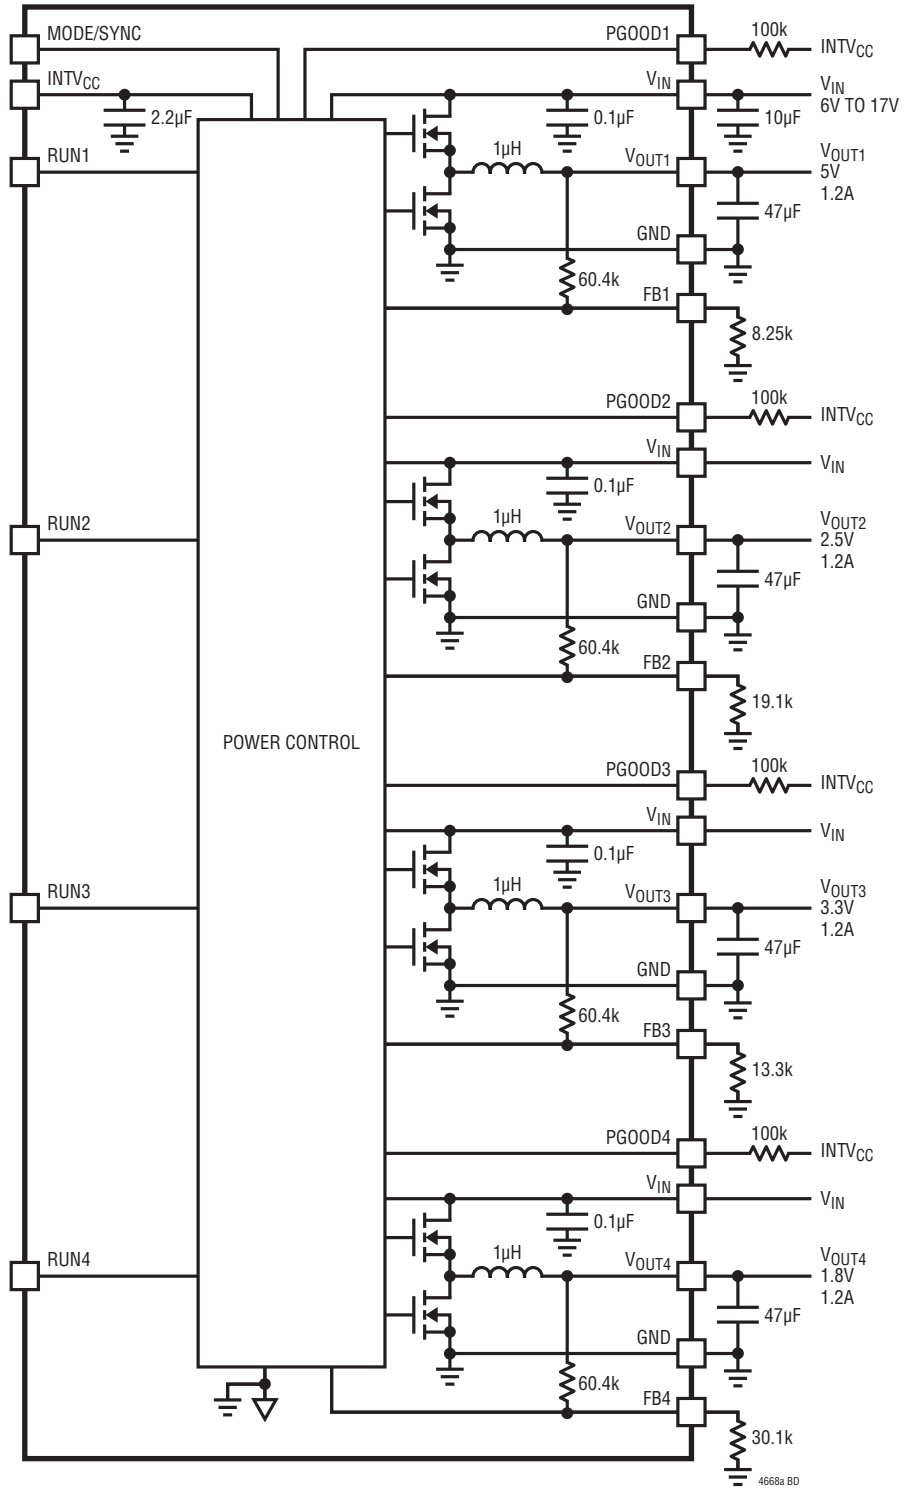 MODE/SYNC
PGOOD1
100k
INTVCC
INTVCC
2.2µF
VIN
0.1µF
10µF
VIN
6V TO 17V
RUN1
1µH
VOUT1
47µF
VOUT1
5V
1.2A
GND
60.4k
FB1
8.25k
PGOOD2
100k
INTVCC
VIN
VIN
0.1µF
RUN2
1µH
VOUT2
47µF
VOUT2
2.5V
1.2A
GND
60.4k
FB2
19.1k
POWER CONTROL
PGOOD3
100k
INTVCC
VIN
VIN
0.1µF
RUN3
1µH
VOUT3
47µF
VOUT3
3.3V
1.2A
GND
60.4k
FB3
13.3k
PGOOD4
100k
INTVCC
VIN
VIN
0.1µF
RUN4
1µH
VOUT4
47µF
VOUT4
1.8V
1.2A
GND
60.4k
FB4
30.1k
4668a BD